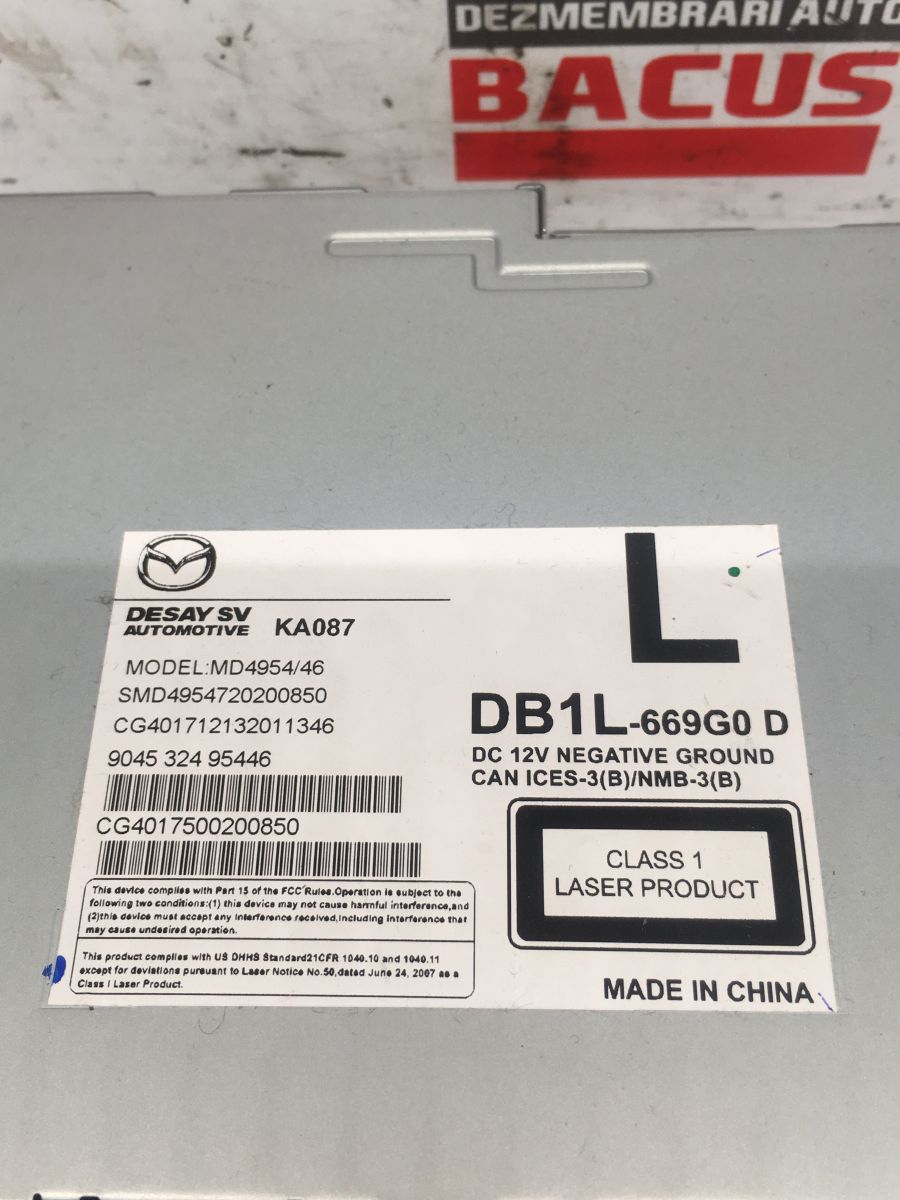 DEZMEMBRARI AUTO
BACUS
DESAY SV
AUTOMOTIVE KA087
MODEL:MD4954/46
SMD4954720200850
CG401712132011346
9045 324 95446
CG4017500200850
L
DB1L-669G0 D
DC 12V NEGATIVE GROUND
CAN ICES-3(B)/NMB-3(B)
CLASS 1
LASER PRODUCT
This device complies with Part 15 of the FCC Rules.Operation is subject to the
following two conditions:(1) this device may not cause harmful interference,and
(2)this device must accept any interference received,including interference that
may cause undesired operation.
This product complies with US DHHS Standard21CFR 1040.10 and 1040.11
except for deviations pursuant to Laser Notice No.50,dated June 24, 2007 as a
Class I Laser Product.
MADE IN CHINA